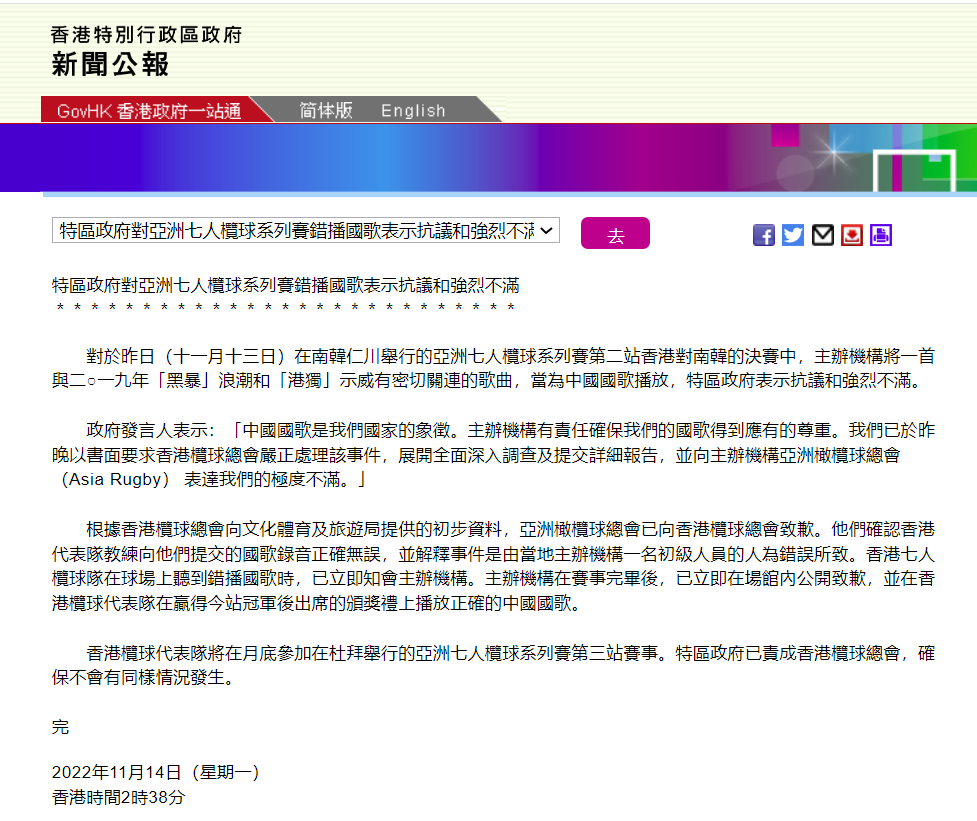 香港特別行政區政府
新聞公報
GovHK 香港政府一站通 简体版 English
特區政府對亞洲七人欖球系列賽錯播國歌表示抗議和強烈不滿 去
特區政府對亞洲七人欖球系列賽錯播國歌表示抗議和強烈不滿
* * * * * * * * * * * * * * * * * * * * * * * * * * *
對於昨日（十一月十三日）在南韓仁川舉行的亞洲七人欖球系列賽第二站香港對南韓的決賽中，主辦機構將一首
與二○一九年「黑暴」浪潮和「港獨」示威有密切關連的歌曲，當為中國國歌播放，特區政府表示抗議和強烈不滿。
政府發言人表示：「中國國歌是我們國家的象徵。主辦機構有責任確保我們的國歌得到應有的尊重。我們已於昨
晚以書面要求香港欖球總會嚴正處理該事件，展開全面深入調查及提交詳細報告，並向主辦機構亞洲橄欖球總會
（Asia Rugby） 表達我們的極度不滿。」
根據香港欖球總會向文化體育及旅遊局提供的初步資料，亞洲橄欖球總會已向香港欖球總會致歉。他們確認香港
代表隊教練向他們提交的國歌錄音正確無誤，並解釋事件是由當地主辦機構一名初級人員的人為錯誤所致。香港七人
欖球隊在球場上聽到錯播國歌時，已立即知會主辦機構。主辦機構在賽事完畢後，已立即在場館內公開致歉，並在香
港欖球代表隊在贏得今站冠軍後出席的頒獎禮上播放正確的中國國歌。
香港欖球代表隊將在月底參加在杜拜舉行的亞洲七人欖球系列賽第三站賽事。特區政府已責成香港欖球總會，確
保不會有同樣情況發生。
完
2022年11月14日（星期一）
香港時間2時38分